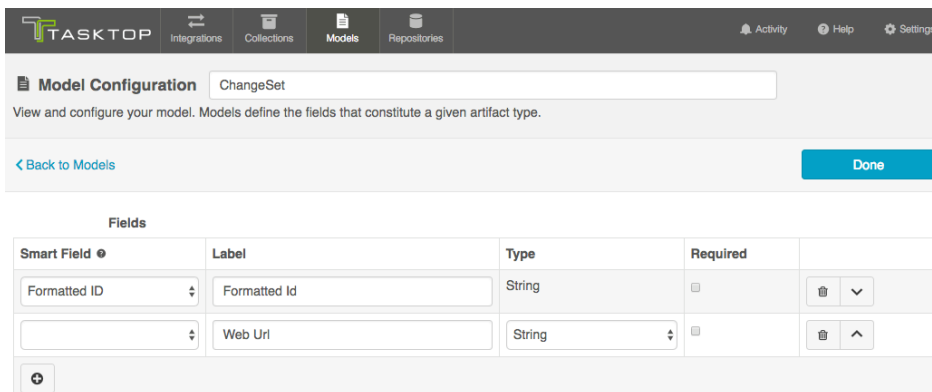 TASKTOP Integrations Collections Models Repositories Activity Help Settings
Model Configuration ChangeSet
View and configure your model. Models define the fields that constitute a given artifact type.
Back to Models Done
Fields
Smart Field Label Type Required
Formatted ID Formatted Id String
Web Url String